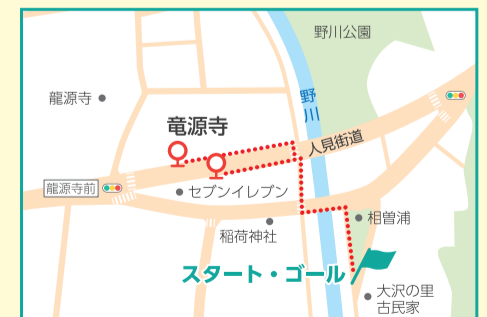 野川公園
龍源寺
野川
竜源寺
人見街道
龍源寺前
セブンイレブン
相曽浦
稲荷神社
スタート・ゴール
大沢の里
古民家